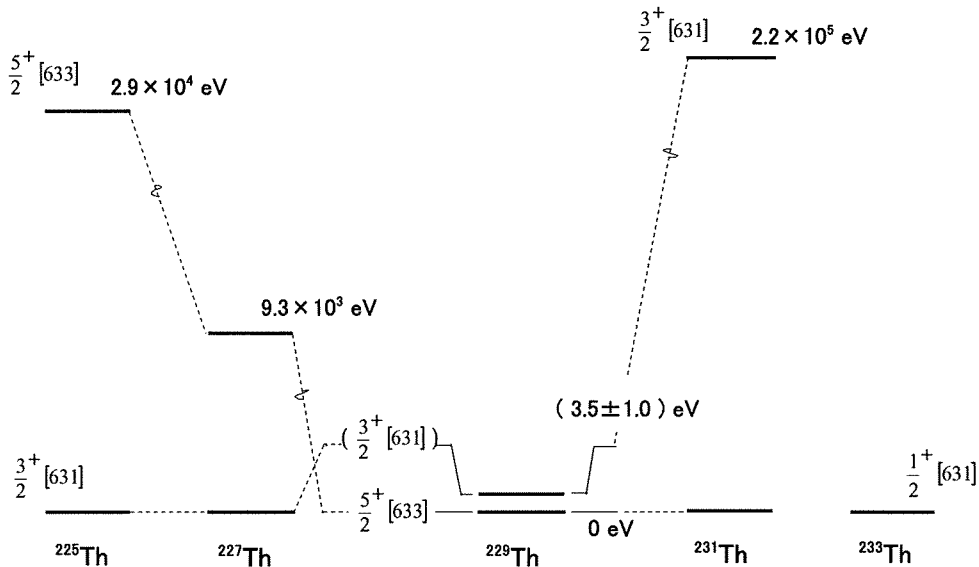 3/2⁺ [631]
2.2×10⁵ eV
5/2⁺ [633]
2.9×10⁴ eV
9.3×10³ eV
( 3.5±1.0 ) eV
( 3/2⁺ [631] )
3/2⁺ [631]
1/2⁺ [631]
5/2⁺ [633]
0 eV
²²⁵Th
²²⁷Th
²²⁹Th
²³¹Th
²³³Th